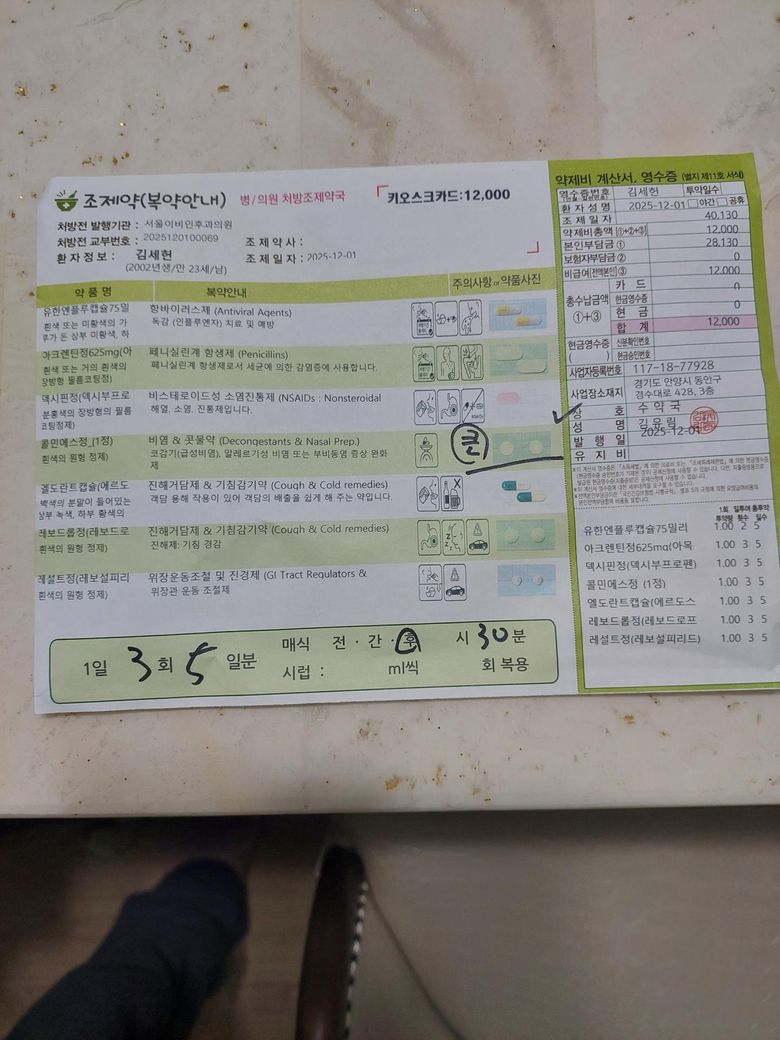 조제약(복약안내) 병/의원 처방조제약국
키오스크카드:12,000
처방전 발행기관 : 서울이비인후과의원
처방전 교부번호 : 2025120100069
조 제 약 사 :
환 자 정 보 : 김세헌
(2002년생/만 23세/남)
조 제 일 자 : 2025-12-01
약 품 명 복약안내 주의사항 or 약품사진
유한엔플루캡슐75밀 항바이러스제 (Antiviral Agents)
흰색 또는 미황색의 가 독감 (인플루엔자) 치료 및 예방
루가 든 상부 미황색, 하
아크렌틴정625mg(아 페니실린계 항생제 (Penicillins)
흰색 또는 거의 흰색의 페니실린계 항생제로서 세균에 의한 감염증에 사용합니다.
장방형 필름코팅정)
덱시핀정(덱시부프로 비스테로이드성 소염진통제 (NSAIDs : Nonsteroidal
분홍색의 장방형의 필름 해열. 소염. 진통제입니다.
코팅정제)
콜민에스정_(1정) 비염 & 콧물약 (Decongestants & Nasal Prep.)
흰색의 원형 정제) 코감기(급성비염), 알레르기성 비염 또는 부비동염 증상 완화
제
큰
엘도란트캡슐(에르도 진해거담제 & 기침감기약 (Cough & Cold remedies)
백색의 분말이 들어있는 객담 용해 작용이 있어 객담의 배출을 쉽게 해 주는 약입니다.
상부 녹색, 하부 황색의
레보드롭정(레보드로 진해거담제 & 기침감기약 (Cough & Cold remedies)
흰색의 원형 정제) 진해제: 기침 경감
레설트정(레보설피리 위장운동조절 및 진경제 (GI Tract Regulators &
흰색의 원형 정제) 위장관 운동 조절제
1일 3 회 5 일분 매식 전 · 간 · 후 시 30 분
시럽 : ml씩 회 복용
약제비 계산서. 영수증 (별지 제11호 서식)
영수증번호
환 자 성 명 김세헌 투약일수
조 제 일 자 2025-12-01 □야간 □공휴
약제비총액 (①+②+③) 40,130
본인부담금 ① 12,000
보험자부담금 ② 28,130
비급여(전액본인) ③ 0
총수납금액 ①+③
카 드 12,000
현금영수증 0
현 금 0
합 계 12,000
현금영수증 ( )
신분확인번호
현금승인번호
사업자등록번호 117-18-77928
사업장소재지 경기도 안양시 동안구
경수대로 428, 3층
상 호 수 약 국
성 명 김 유 림
발 행 일 2025-12-01
유 지 비
1회 투약량 일투여 횟수 총투약 일수
유한엔플루캡슐75밀리 1.00 2 5
아크렌틴정625mg(아목 1.00 3 5
덱시핀정(덱시부프로펜) 1.00 3 5
콜민에스정 (1정) 1.00 3 5
엘도란트캡슐(에르도스 1.00 3 5
레보드롭정(레보드로프 1.00 3 5
레설트정(레보설피리드) 1.00 3 5